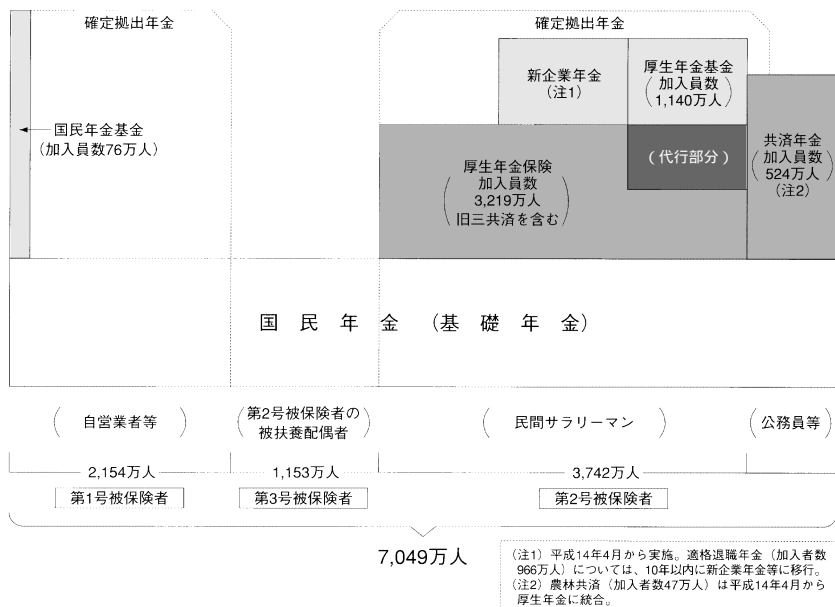 確定拠出年金
確定拠出年金
国民年金基金
(加入員数76万人)
新企業年金
(注1)
厚生年金基金
(加入員数
1,140万人)
(代行部分)
厚生年金保険
(加入員数
3,219万人
旧三共済を含む)
共済年金
(加入員数
524万人)
(注2)
国民年金(基礎年金)
(自営業者等)
(第2号被保険者の
被扶養配偶者)
(民間サラリーマン)
(公務員等)
2,154万人
1,153万人
3,742万人
第1号被保険者
第3号被保険者
第2号被保険者
7,049万人
(注1)平成14年4月から実施。適格退職年金(加入者数
966万人)については、10年以内に新企業年金等に移行。
(注2)農林共済(加入者数47万人)は平成14年4月から
厚生年金に統合。